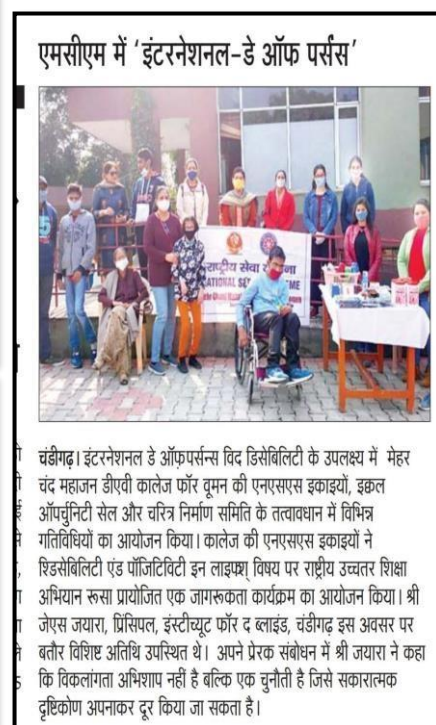 एमसीएम में ‘इंटरनेशनल-डे ऑफ पर्संस’
राष्ट्रीय सेवा
NATIONAL
चंडीगढ़। इंटरनेशनल डे ऑफ़पर्सन्स विद डिसेबिलिटी के उपलक्ष्य में मेहर
चंद महाजन डीएवी कालेज फॉर वूमन की एनएसएस इकाइयों, इक्वल
ऑपर्चुनिटी सेल और चरित्र निर्माण समिति के तत्वावधान में विभिन्न
गतिविधियों का आयोजन किया। कालेज की एनएसएस इकाइयों ने
श्डिसेबिलिटी एंड पॉजिटिविटी इन लाइफ्श् विषय पर राष्ट्रीय उच्चतर शिक्षा
अभियान रूसा प्रायोजित एक जागरूकता कार्यक्रम का आयोजन किया। श्री
जेएस जयारा, प्रिंसिपल, इंस्टीच्यूट फॉर द ब्लाइंड, चंडीगढ़ इस अवसर पर
बतौर विशिष्ट अतिथि उपस्थित थे। अपने प्रेरक संबोधन में श्री जयारा ने कहा
कि विकलांगता अभिशाप नहीं है बल्कि एक चुनौती है जिसे सकारात्मक
दृष्टिकोण अपनाकर दूर किया जा सकता है।